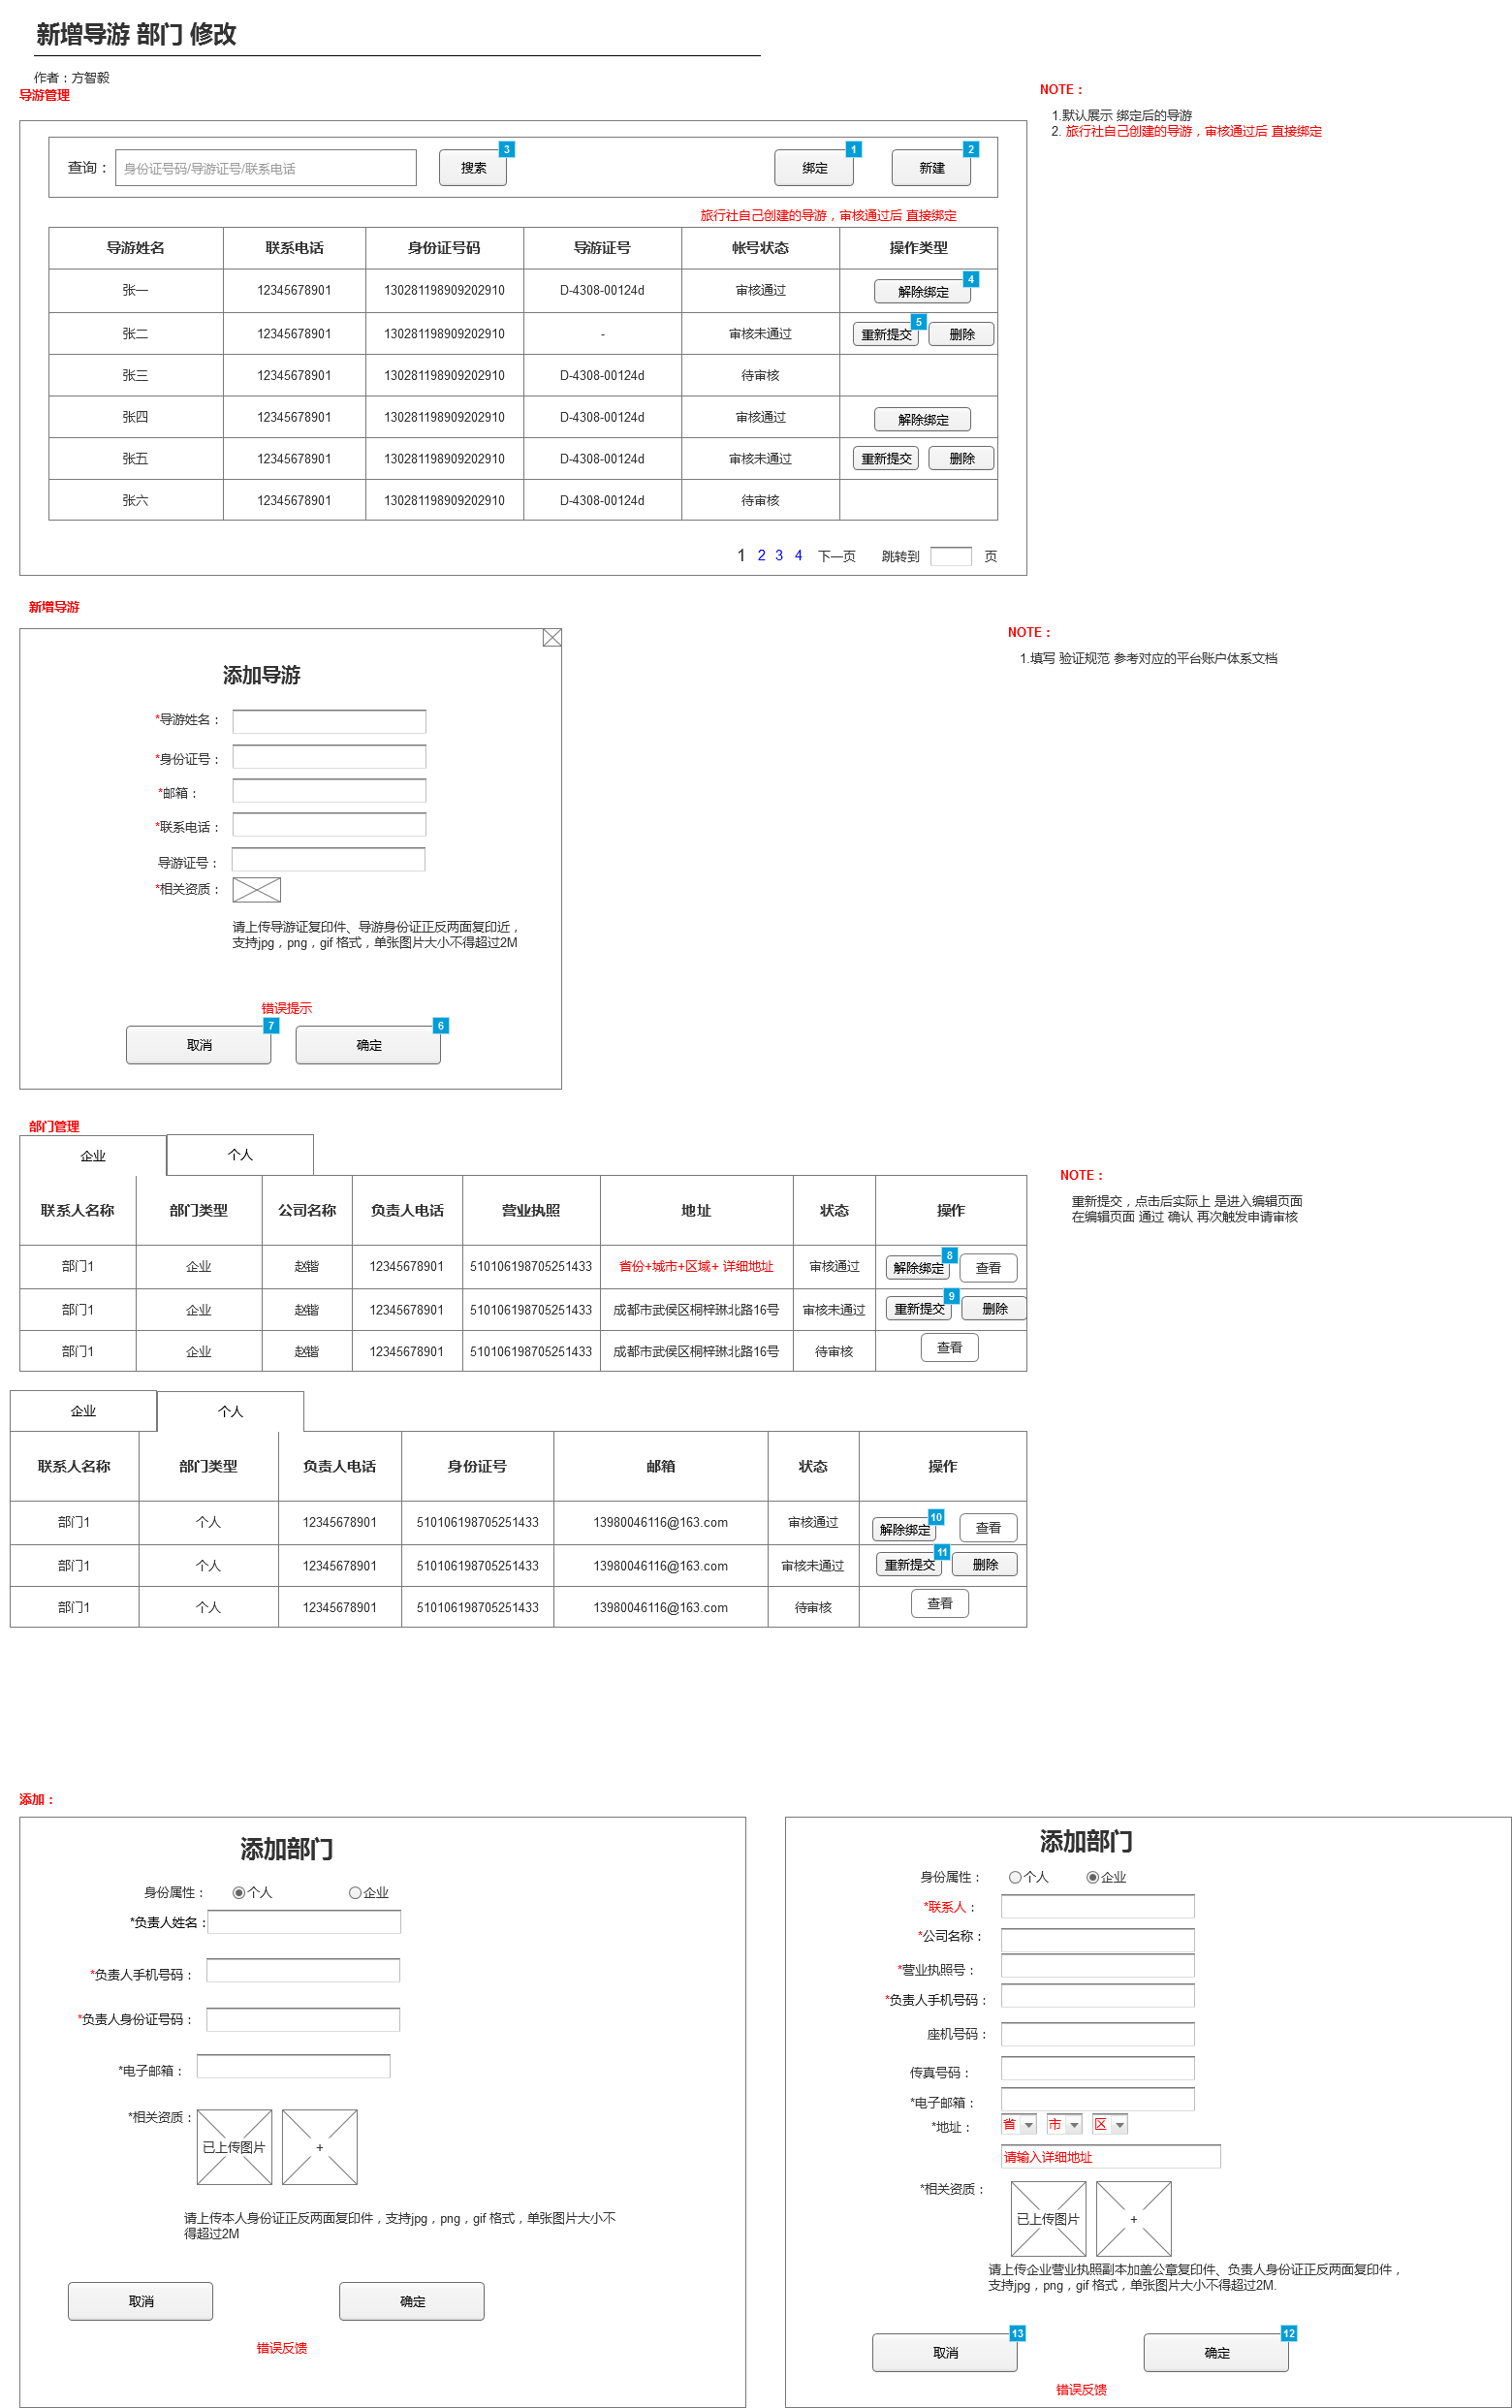 新增导游 部门 修改
作者：方智毅
导游管理
NOTE：
1.默认展示 绑定后的导游
2. 旅行社自己创建的导游，审核通过后 直接绑定
查询： 身份证号码/导游证号/联系电话 搜索 3 绑定 1 新建 2
旅行社自己创建的导游，审核通过后 直接绑定
导游姓名 联系电话 身份证号码 导游证号 帐号状态 操作类型
张一 12345678901 130281198909202910 D-4308-00124d 审核通过 解除绑定 4
张二 12345678901 130281198909202910 - 审核未通过 重新提交 5 删除
张三 12345678901 130281198909202910 D-4308-00124d 待审核
张四 12345678901 130281198909202910 D-4308-00124d 审核通过 解除绑定
张五 12345678901 130281198909202910 D-4308-00124d 审核未通过 重新提交 删除
张六 12345678901 130281198909202910 D-4308-00124d 待审核
1 2 3 4 下一页 跳转到 页
新增导游
NOTE：
1.填写 验证规范 参考对应的平台账户体系文档
添加导游
*导游姓名：
*身份证号：
*邮箱：
*联系电话：
导游证号：
*相关资质：
请上传导游证复印件、导游身份证正反两面复印近，
支持jpg，png，gif 格式，单张图片大小不得超过2M
错误提示
取消 7 确定 6
部门管理
企业 个人
NOTE：
重新提交，点击后实际上 是进入编辑页面
在编辑页面 通过 确认 再次触发申请审核
联系人名称 部门类型 公司名称 负责人电话 营业执照 地址 状态 操作
部门1 企业 赵锴 12345678901 510106198705251433 省份+城市+区域+ 详细地址 审核通过 解除绑定 8 查看
部门1 企业 赵锴 12345678901 510106198705251433 成都市武侯区桐梓琳北路16号 审核未通过 重新提交 9 删除
部门1 企业 赵锴 12345678901 510106198705251433 成都市武侯区桐梓琳北路16号 待审核 查看
企业 个人
联系人名称 部门类型 负责人电话 身份证号 邮箱 状态 操作
部门1 个人 12345678901 510106198705251433 13980046116@163.com 审核通过 解除绑定 10 查看
部门1 个人 12345678901 510106198705251433 13980046116@163.com 审核未通过 重新提交 11 删除
部门1 个人 12345678901 510106198705251433 13980046116@163.com 待审核 查看
添加：
添加部门
身份属性： 个人 企业
*负责人姓名：
*负责人手机号码：
*负责人身份证号码：
*电子邮箱：
*相关资质： 已上传图片 +
请上传本人身份证正反两面复印件，支持jpg，png，gif 格式，单张图片大小不
得超过2M
取消 确定
错误反馈
添加部门
身份属性： 个人 企业
*联系人：
*公司名称：
*营业执照号：
*负责人手机号码：
座机号码：
传真号码：
*电子邮箱：
*地址： 省 市 区
请输入详细地址
*相关资质：
已上传图片 +
请上传企业营业执照副本加盖公章复印件、负责人身份证正反两面复印件，
支持jpg，png，gif 格式，单张图片大小不得超过2M.
取消 13 确定 12
错误反馈